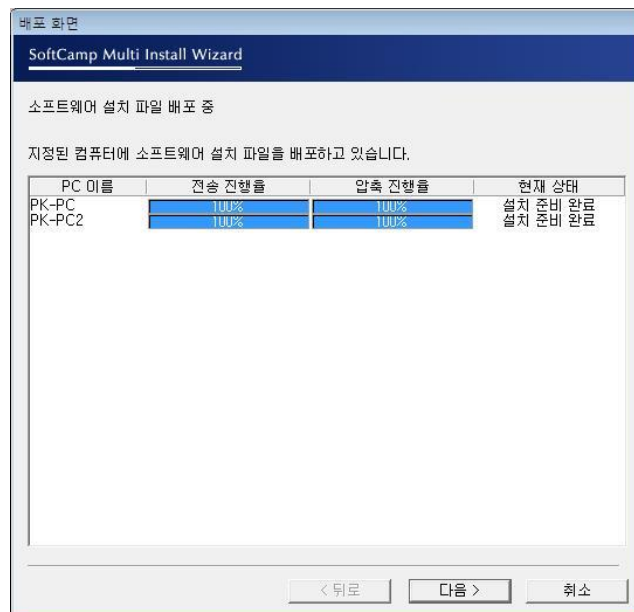 배포 화면
SoftCamp Multi Install Wizard
소프트웨어 설치 파일 배포 중
지정된 컴퓨터에 소프트웨어 설치 파일을 배포하고 있습니다.
PC 이름 전송 진행율 압축 진행율 현재 상태
PK-PC 100% 100% 설치 준비 완료
PK-PC2 100% 100% 설치 준비 완료
< 뒤로 다음 > 취소